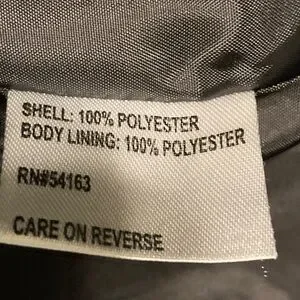 SHELL: 100% POLYESTER
BODY LINING: 100% POLYESTER
RN#54163
CARE ON REVERSE